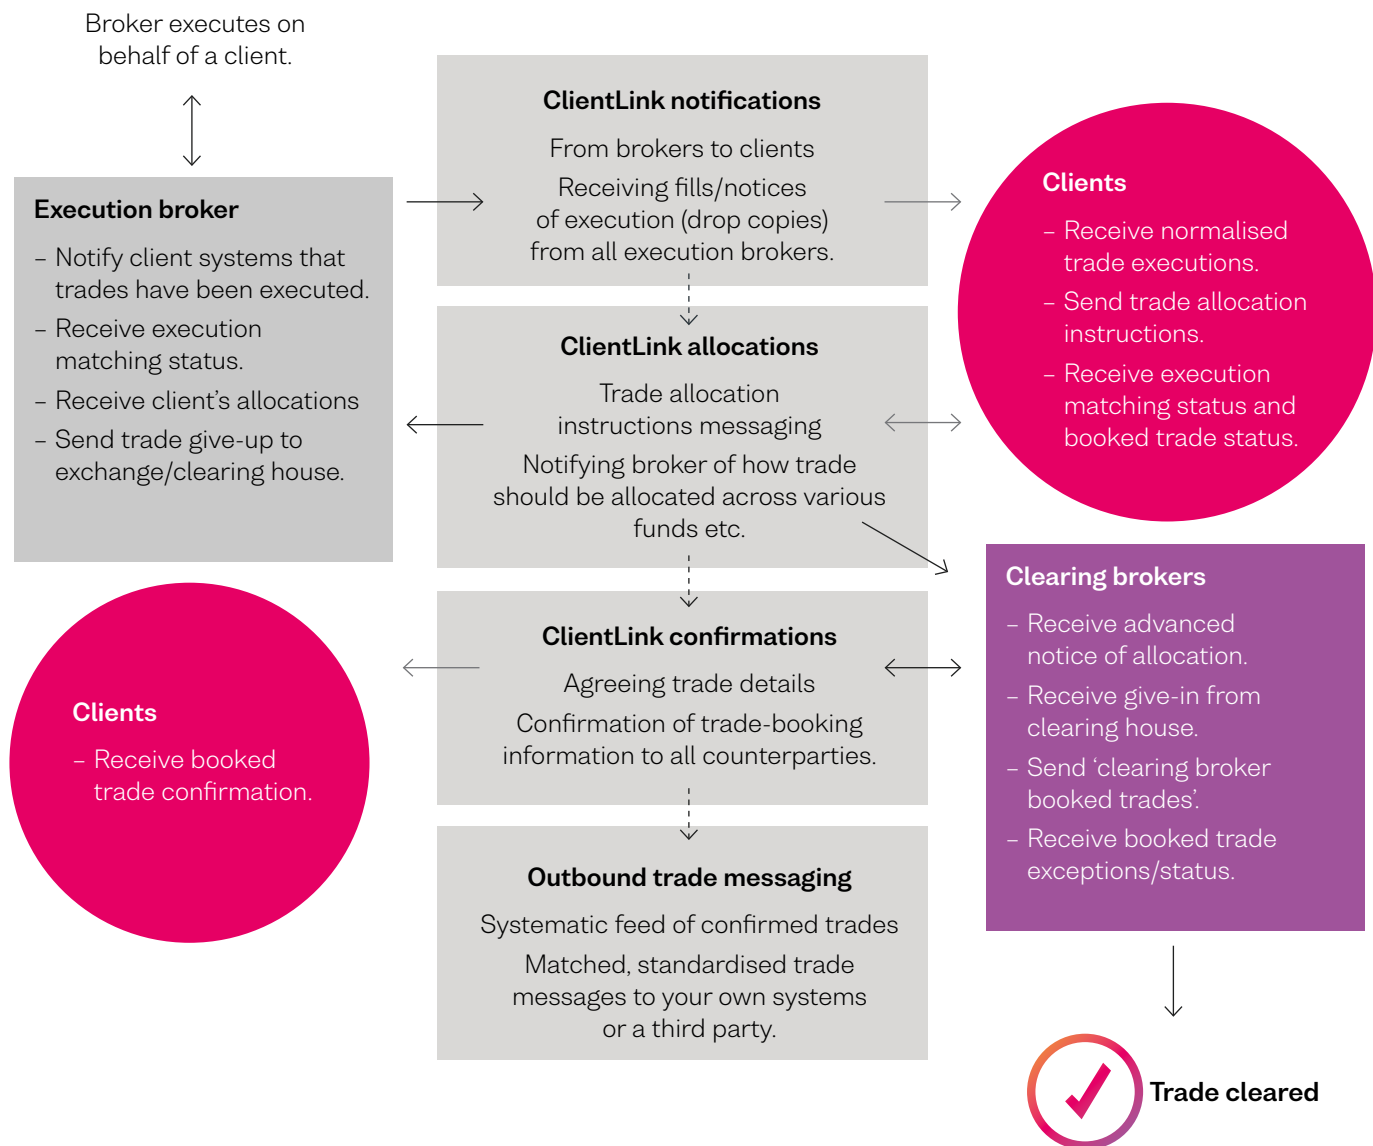 Broker executes on
behalf of a client.
Execution broker
– Notify client systems that
trades have been executed.
– Receive execution
matching status.
– Receive client’s allocations
– Send trade give-up to
exchange/clearing house.
ClientLink notifications
From brokers to clients
Receiving fills/notices
of execution (drop copies)
from all execution brokers.
Clients
– Receive normalised
trade executions.
– Send trade allocation
instructions.
– Receive execution
matching status and
booked trade status.
ClientLink allocations
Trade allocation
instructions messaging
Notifying broker of how trade
should be allocated across various
funds etc.
Clearing brokers
– Receive advanced
notice of allocation.
– Receive give-in from
clearing house.
– Send ‘clearing broker
booked trades’.
– Receive booked trade
exceptions/status.
ClientLink confirmations
Agreeing trade details
Confirmation of trade-booking
information to all counterparties.
Clients
– Receive booked
trade confirmation.
Outbound trade messaging
Systematic feed of confirmed trades
Matched, standardised trade
messages to your own systems
or a third party.
Trade cleared